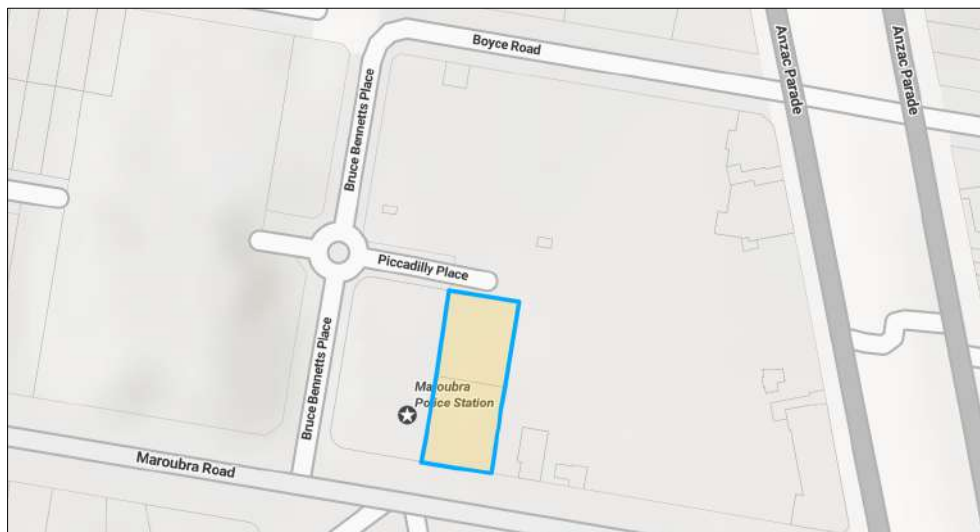 Boyce Road
Anzac Parade
Anzac Parade
Bruce Bennetts Place
Piccadilly Place
Bruce Bennetts Place
Maroubra
Police Station
Maroubra Road